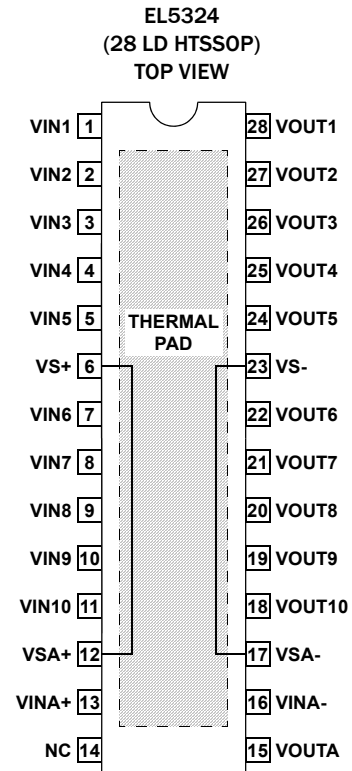 EL5324
(28 LD HTSSOP)
TOP VIEW
VIN1 1 28 VOUT1
VIN2 2 27 VOUT2
VIN3 3 26 VOUT3
VIN4 4 25 VOUT4
VIN5 5 24 VOUT5
THERMAL
PAD
VS+ 6 23 VS-
VIN6 7 22 VOUT6
VIN7 8 21 VOUT7
VIN8 9 20 VOUT8
VIN9 10 19 VOUT9
VIN10 11 18 VOUT10
VSA+ 12 17 VSA-
VINA+ 13 16 VINA-
NC 14 15 VOUTA